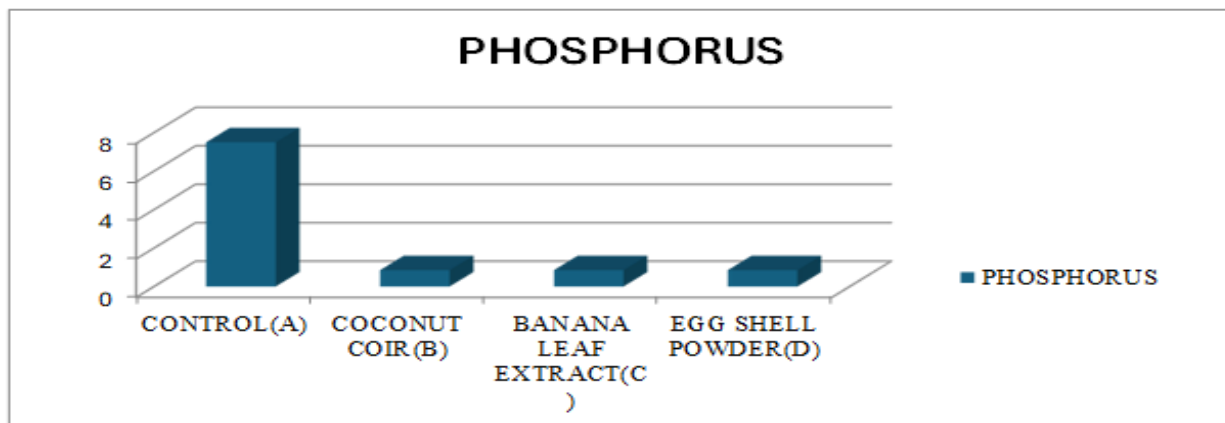 PHOSPHORUS
8
6
4
2
0
CONTROL(A)
COCONUT
COIR(B)
BANANA
LEAF
EXTRACT(C
)
EGG SHELL
POWDER(D)
PHOSPHORUS